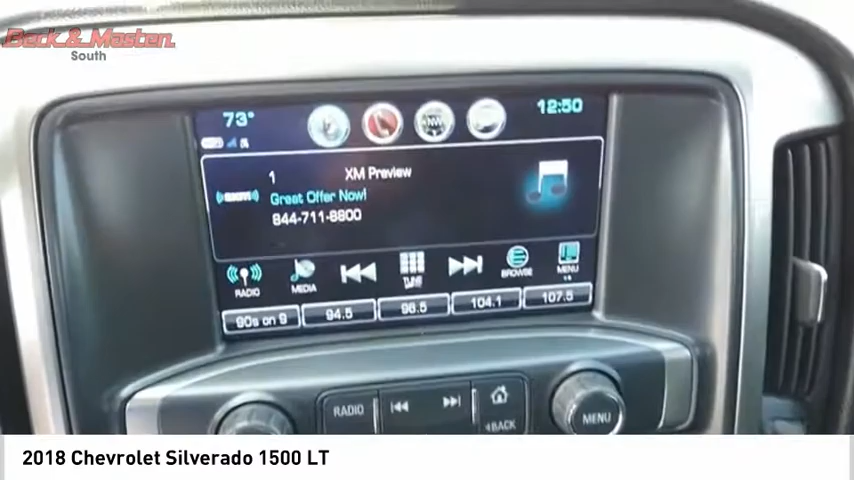 Beck & Masten
South
73°
12:50
NW
1
XM Preview
((SXM))
Great Offer Now!
844-711-8800
RADIO
MEDIA
TUNE
BROWSE
MENU
90s on 9
94.5
96.5
104.1
107.5
RADIO
BACK
MENU
2018 Chevrolet Silverado 1500 LT